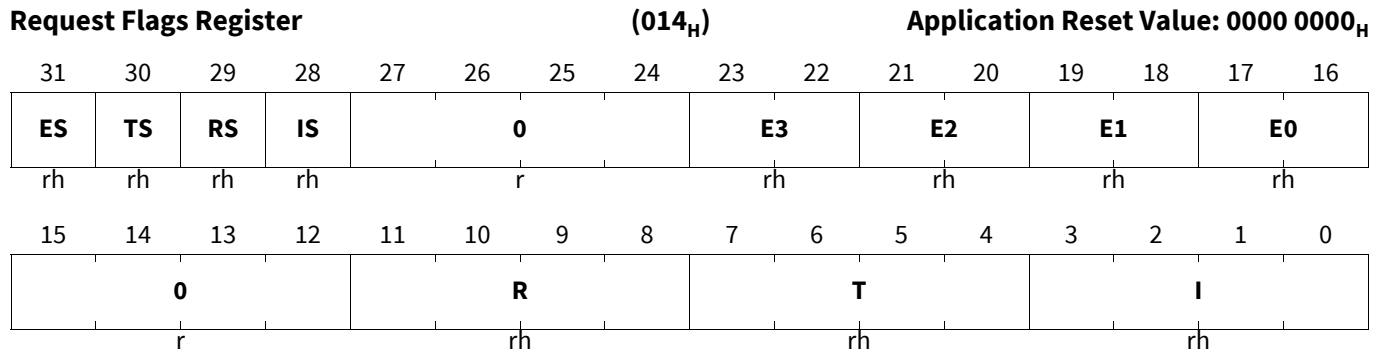 Request Flags Register (014H) Application Reset Value: 0000 0000H
31 30 29 28 27 26 25 24 23 22 21 20 19 18 17 16
ES TS RS IS 0 E3 E2 E1 E0
rh rh rh rh r rh rh rh rh
15 14 13 12 11 10 9 8 7 6 5 4 3 2 1 0
0 R T I
r rh rh rh